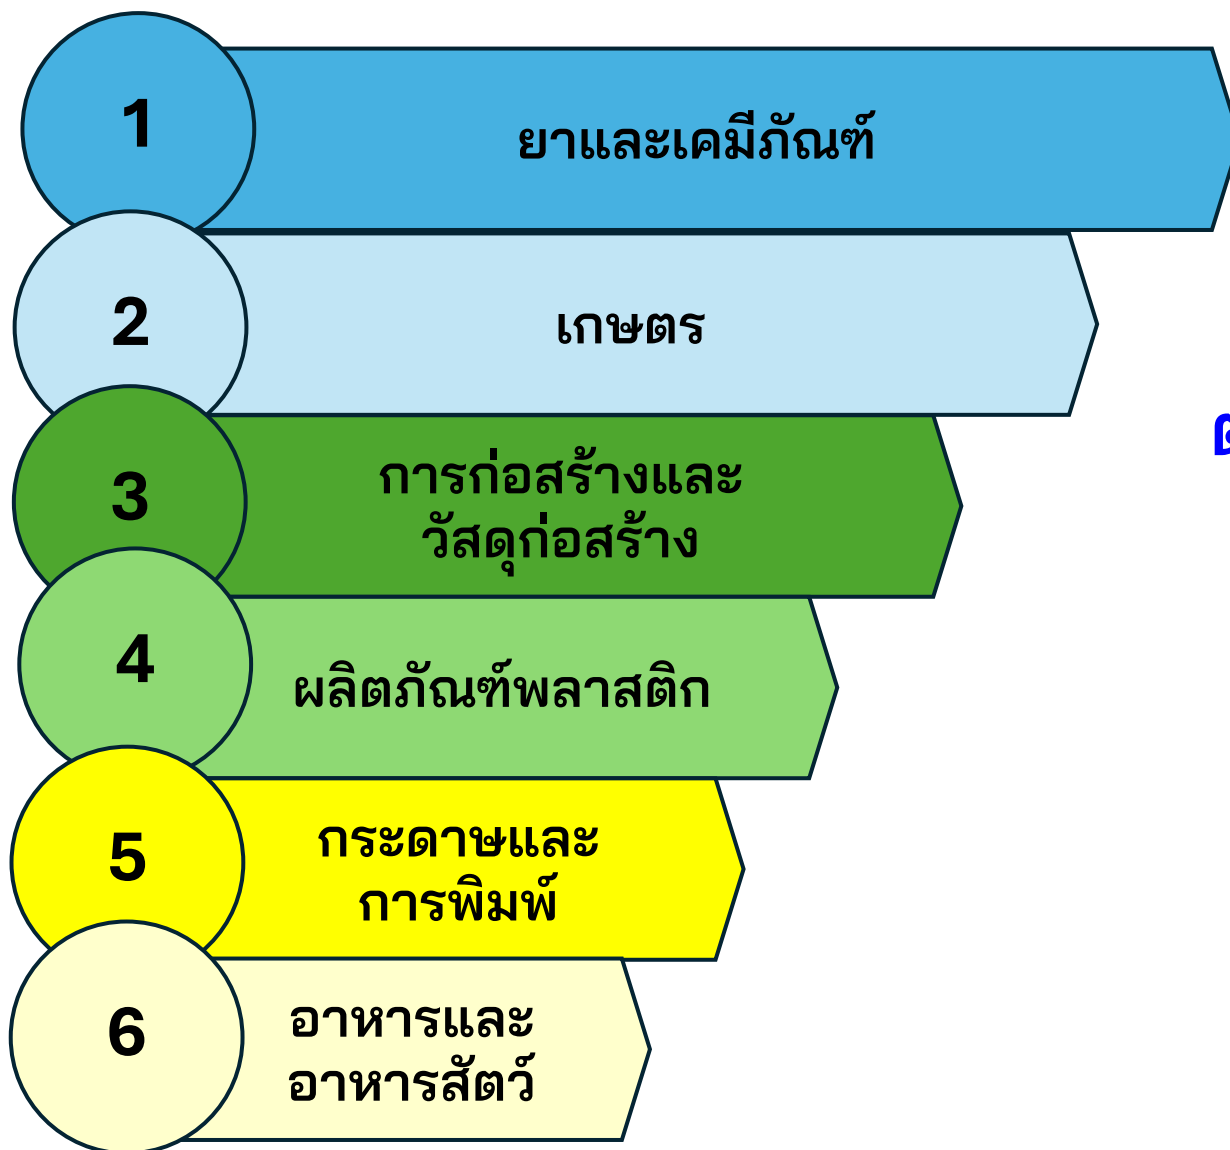 1
ยาและเคมีภัณฑ์
2
เกษตร
3
การก่อสร้างและ
วัสดุก่อสร้าง
4
ผลิตภัณฑ์พลาสติก
5
กระดาษและ
การพิมพ์
6
อาหารและ
อาหารสัตว์